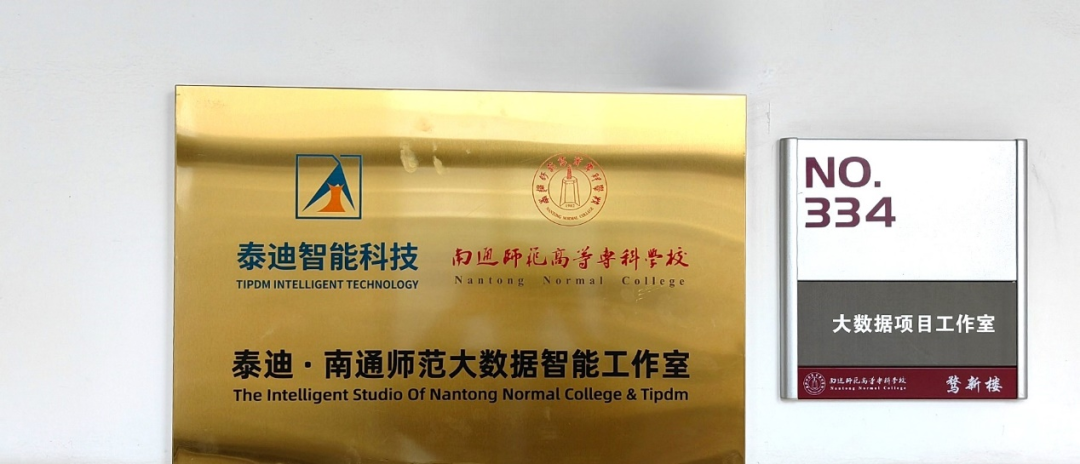 泰迪智能科技
TIPDM INTELLIGENT TECHNOLOGY
南通師范高等专科学校
Nantong Normal College
泰迪·南通师范大数据智能工作室
The Intelligent Studio Of Nantong Normal College & Tipdm
NO.
334
大数据项目工作室
南通師范高等专科学校
Nantong Normal College
新楼